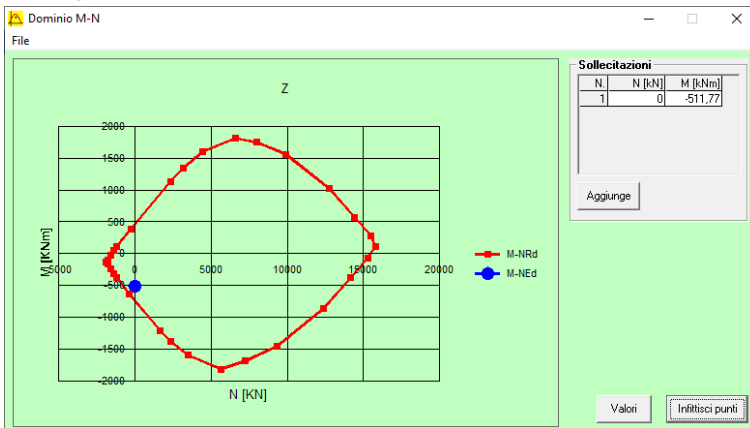 Dominio M-N
File
Z
2000
1500
1000
500
0
-500
-1000
-1500
-2000
M [KNm]
-5000 0 5000 10000 15000 20000
N [KN]
M-NRd
M-NEd
Sollecitazioni
N. N [kN] M [kNm]
1 0 -511,77
Aggiunge
Valori
Infittisci punti